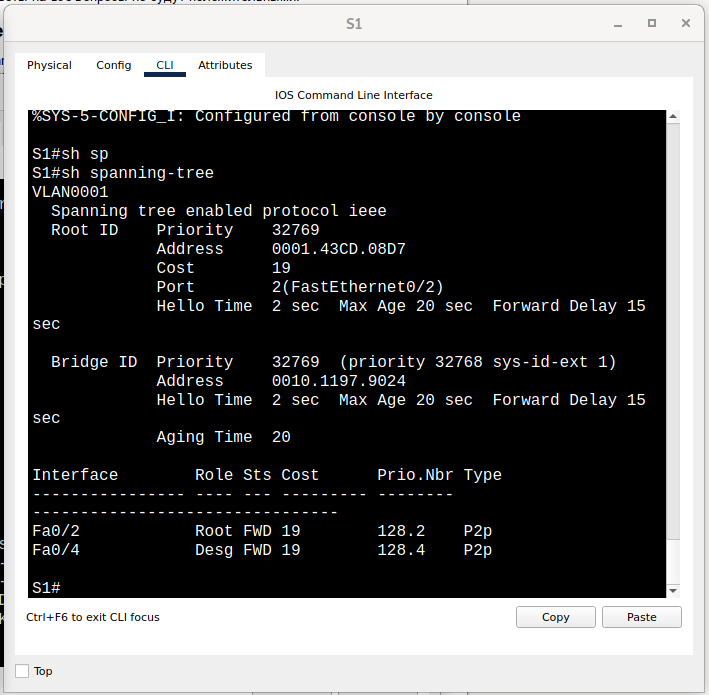 S1
Physical Config CLI Attributes
IOS Command Line Interface
%SYS-5-CONFIG_I: Configured from console by console
S1#sh sp
S1#sh spanning-tree
VLAN0001
  Spanning tree enabled protocol ieee
  Root ID    Priority    32769
             Address     0001.43CD.08D7
             Cost        19
             Port        2(FastEthernet0/2)
             Hello Time  2 sec  Max Age 20 sec  Forward Delay 15
sec
  Bridge ID  Priority    32769  (priority 32768 sys-id-ext 1)
             Address     0010.1197.9024
             Hello Time  2 sec  Max Age 20 sec  Forward Delay 15
sec
             Aging Time  20
Interface        Role Sts Cost      Prio.Nbr Type
---------------- ---- --- --------- --------
--------------------------------
Fa0/2            Root FWD 19        128.2    P2p
Fa0/4            Desg FWD 19        128.4    P2p
S1#
Ctrl+F6 to exit CLI focus
Copy Paste
Top